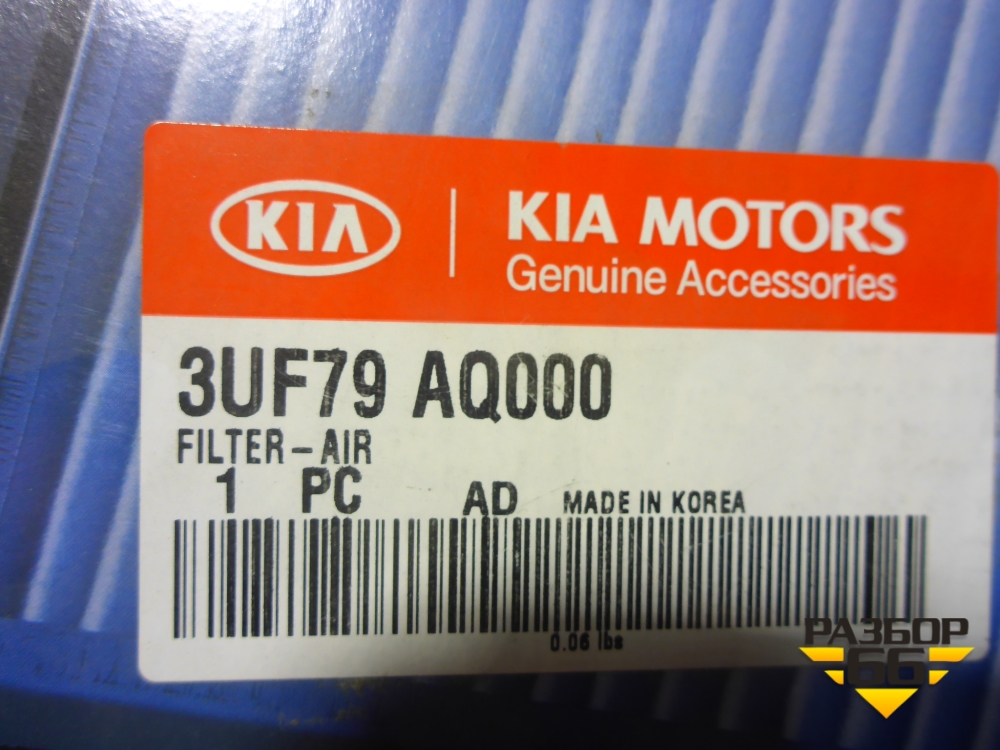 KIA
KIA MOTORS
Genuine Accessories
3UF79 AQ000
FILTER-AIR
1 PC AD MADE IN KOREA
0.06 lbs
РАЗБОР
66